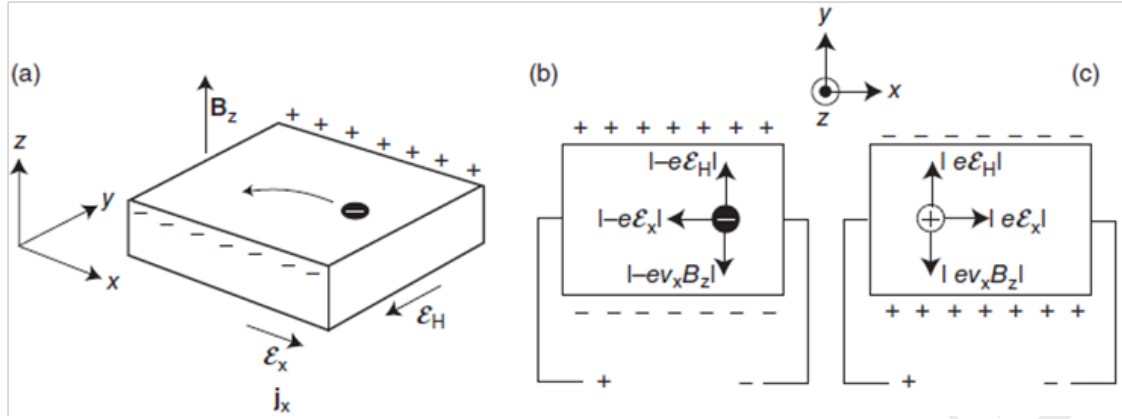 (a)
B_z
z
y
x
+ + + + + + +
− − − − − − −
−
ℰ_H
ℰ_x
j_x
(b)
+ + + + + + +
|−eℰ_H|
|−eℰ_x|
−
|−ev_xB_z|
− − − − − − −
+ −
y
x
z
(c)
− − − − − − −
| eℰ_H|
+
| eℰ_x|
| ev_xB_z|
+ + + + + + +
+ −